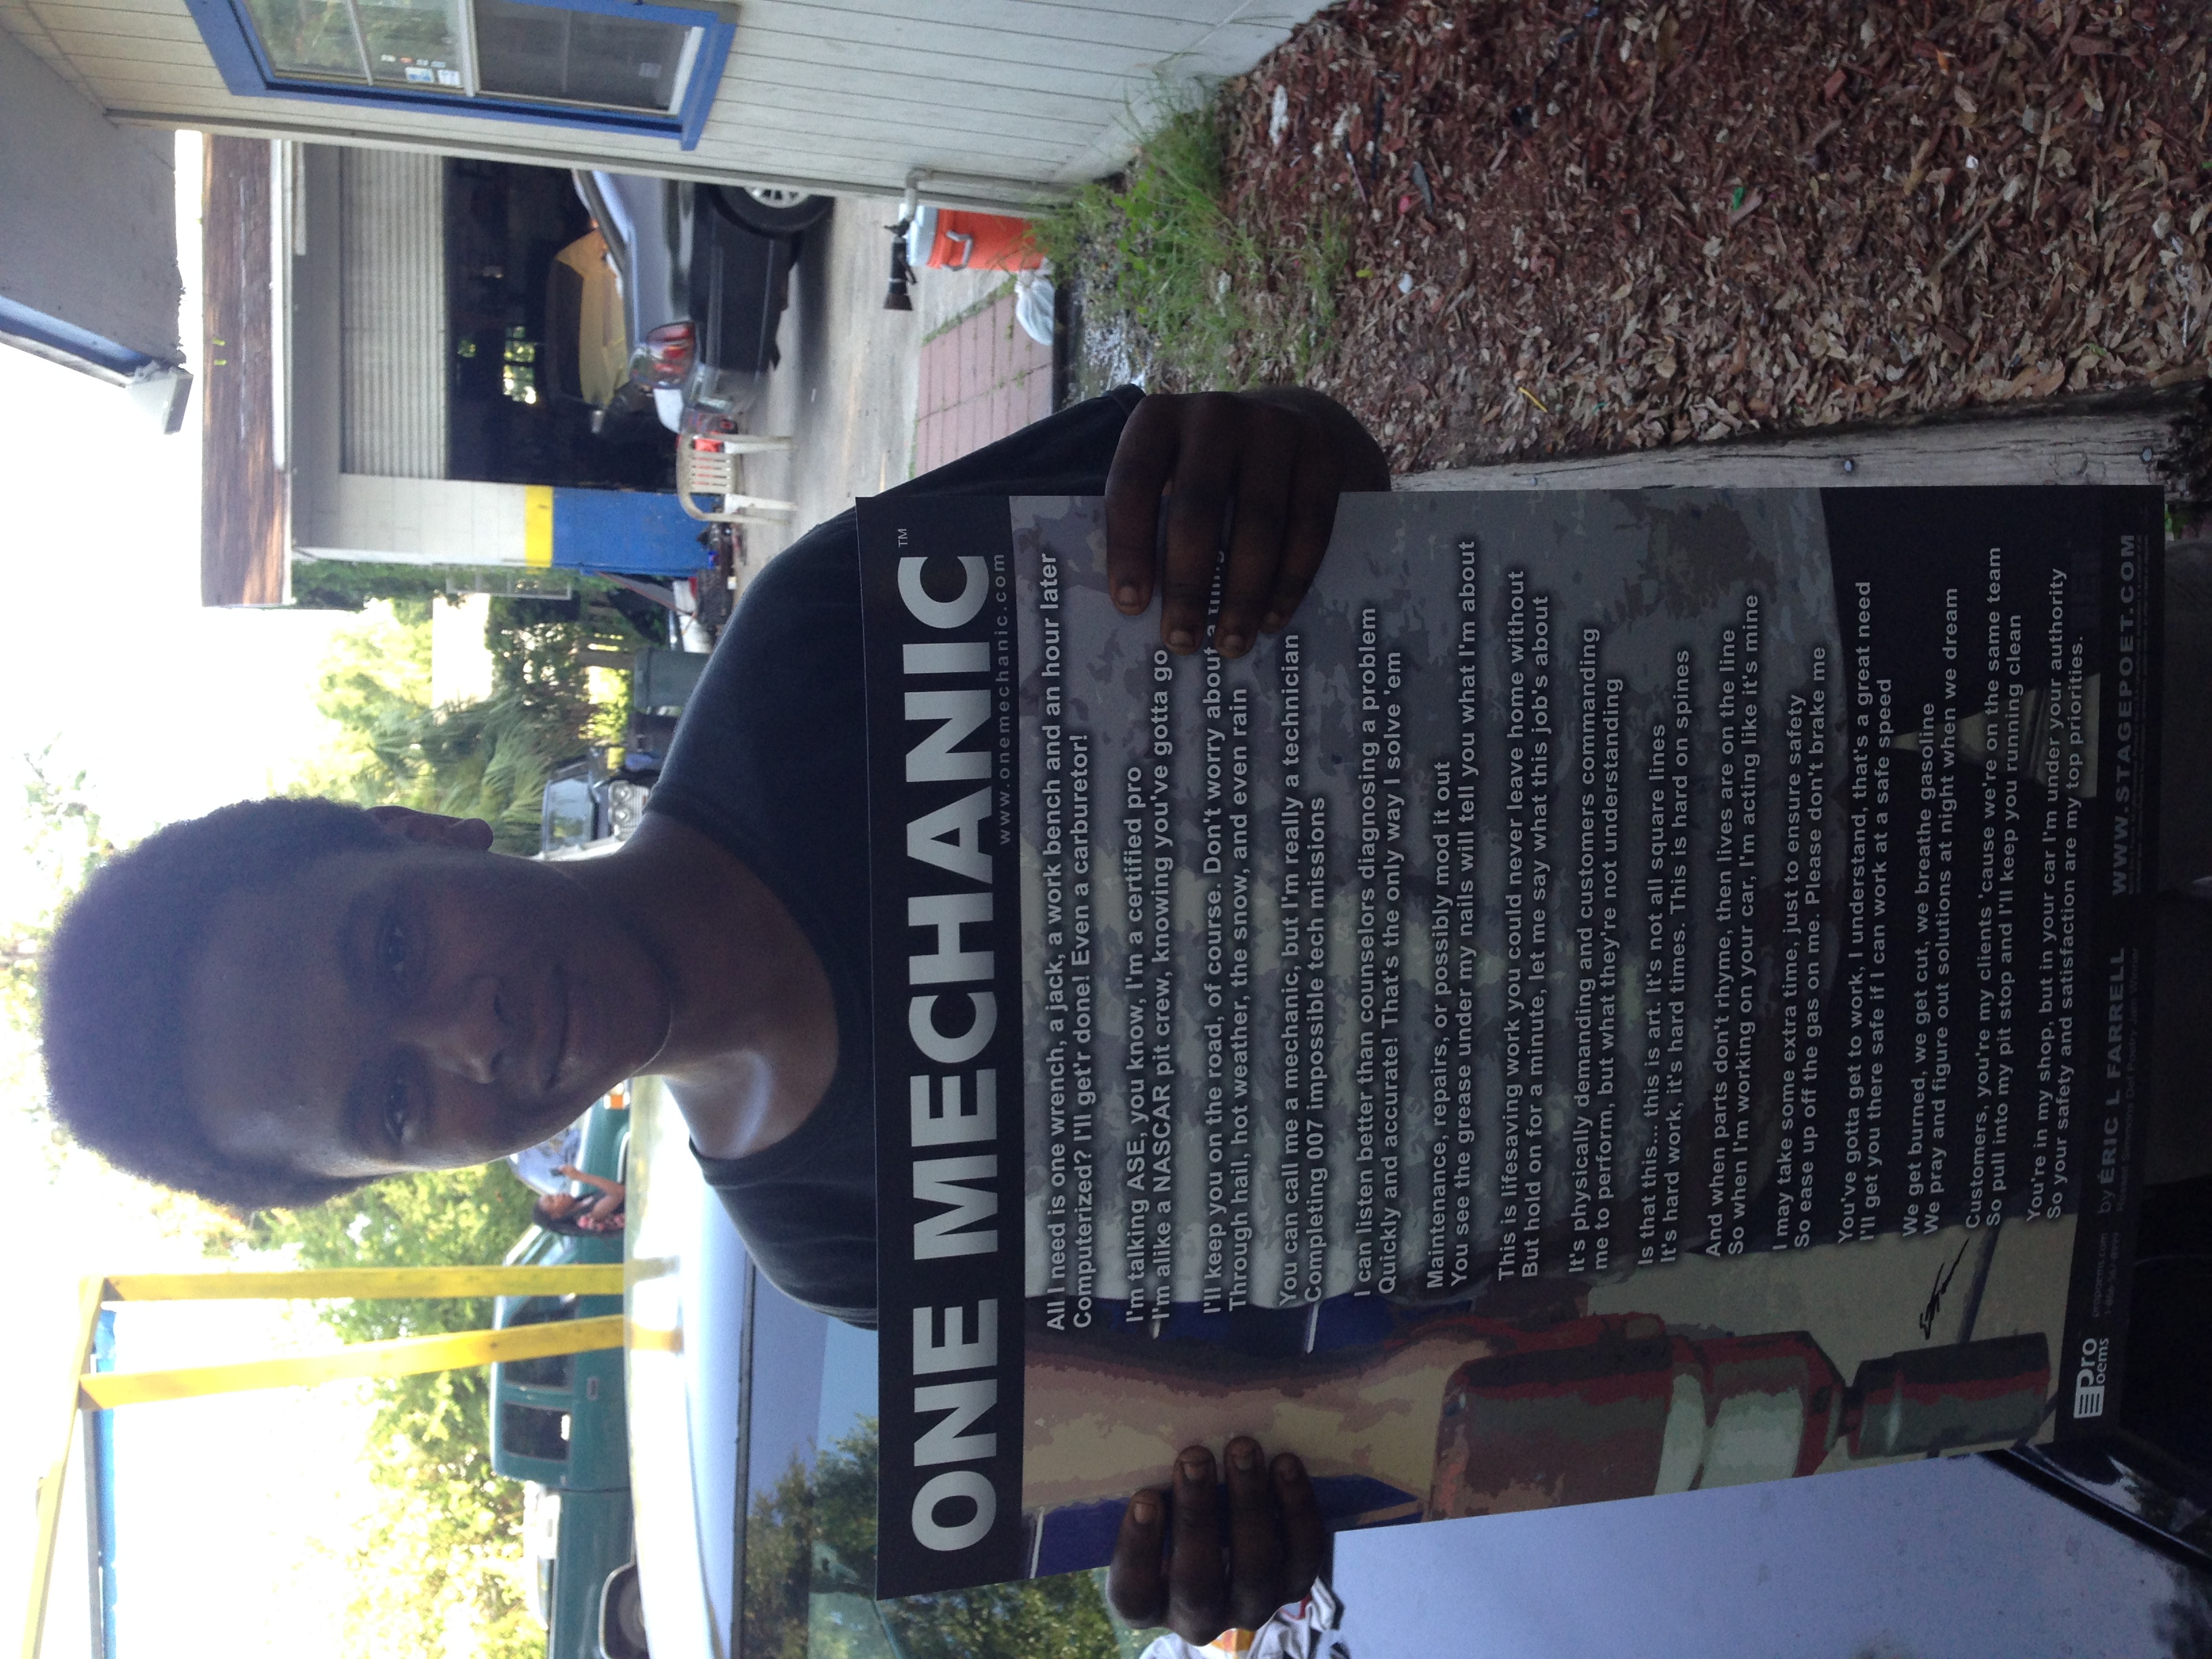 ONE MECHANIC™
www.onemechanic.com
All I need is one wrench, a jack, a work bench and an hour later
Computerized? I'll get'r done! Even a carburetor!
I'm talking ASE, you know, I'm a certified pro
I'm alike a NASCAR pit crew, knowing you've gotta go
I'll keep you on the road, of course. Don't worry about a thing
Through hail, hot weather, the snow, and even rain
You can call me a mechanic, but I'm really a technician
Completing 007 impossible tech missions
I can listen better than counselors diagnosing a problem
Quickly and accurate! That's the only way I solve 'em
Maintenance, repairs, or possibly mod it out
You see the grease under my nails will tell you what I'm about
This is lifesaving work you could never leave home without
But hold on for a minute, let me say what this job's about
It's physically demanding and customers commanding
me to perform, but what they're not understanding
Is that this... this is art. It's not all square lines
It's hard work, it's hard times. This is hard on spines
And when parts don't rhyme, then lives are on the line
So when I'm working on your car, I'm acting like it's mine
I may take some extra time, just to ensure safety
So ease up off the gas on me. Please don't brake me
You've gotta get to work, I understand, that's a great need
I'll get you there safe if I can work at a safe speed
We get burned, we get cut, we breathe gasoline
We pray and figure out solutions at night when we dream
Customers, you're my clients 'cause we're on the same team
So pull into my pit stop and I'll keep you running clean
You're in my shop, but in your car I'm under your authority
So your safety and satisfaction are my top priorities.
Pro Poems
propoems.com
by ÉRIC L FARRELL
WWW.STAGEPOET.COM